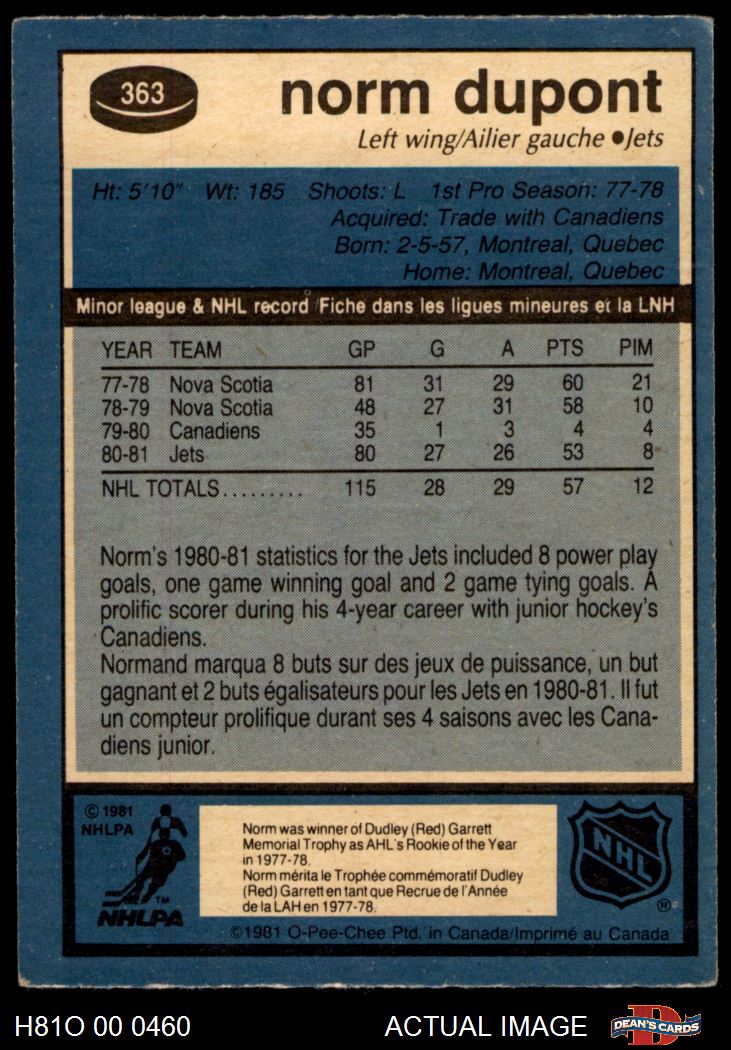 363
norm dupont
Left wing/Ailier gauche ●Jets
Ht: 5'10" Wt: 185 Shoots: L 1st Pro Season: 77-78
Acquired: Trade with Canadiens
Born: 2-5-57, Montreal, Quebec
Home: Montreal, Quebec
Minor league & NHL record/Fiche dans les ligues mineures et la LNH
YEAR TEAM GP G A PTS PIM
77-78 Nova Scotia 81 31 29 60 21
78-79 Nova Scotia 48 27 31 58 10
79-80 Canadiens 35 1 3 4 4
80-81 Jets 80 27 26 53 8
NHL TOTALS......... 115 28 29 57 12
Norm's 1980-81 statistics for the Jets included 8 power play
goals, one game winning goal and 2 game tying goals. A
prolific scorer during his 4-year career with junior hockey's
Canadiens.
Normand marqua 8 buts sur des jeux de puissance, un but
gagnant et 2 buts égalisateurs pour les Jets en 1980-81. Il fut
un compteur prolifique durant ses 4 saisons avec les Cana-
diens junior.
© 1981
NHLPA
TM
NHLPA
Norm was winner of Dudley (Red) Garrett
Memorial Trophy as AHL's Rookie of the Year
in 1977-78.
Norm mérita le Trophée commémoratif Dudley
(Red) Garrett en tant que Recrue de l'Année
de la LAH en 1977-78.
NHL
®
©1981 O-Pee-Chee Ptd. in Canada/Imprimé au Canada
H81O 00 0460
ACTUAL IMAGE
D
DEAN'S CARDS